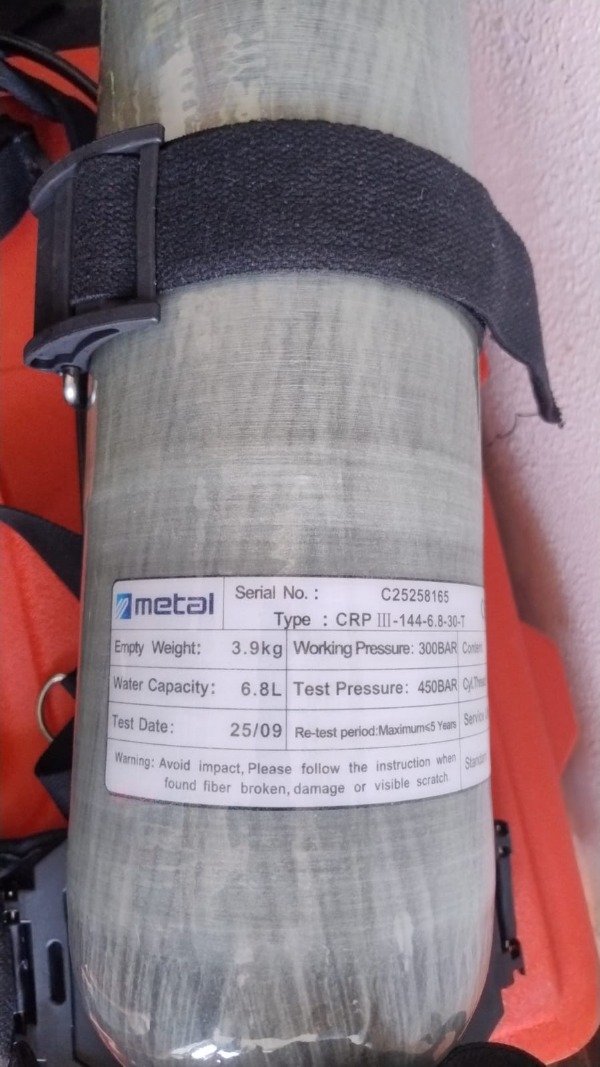 metal
Serial No. : C25258165
Type : CRP III-144-6.8-30-T
Empty Weight: 3.9kg Working Pressure: 300BAR
Water Capacity: 6.8L Test Pressure: 450BAR
Test Date: 25/09 Re-test period:Maximum≤5 Years
Warning: Avoid impact, Please follow the instruction when
found fiber broken, damage or visible scratch